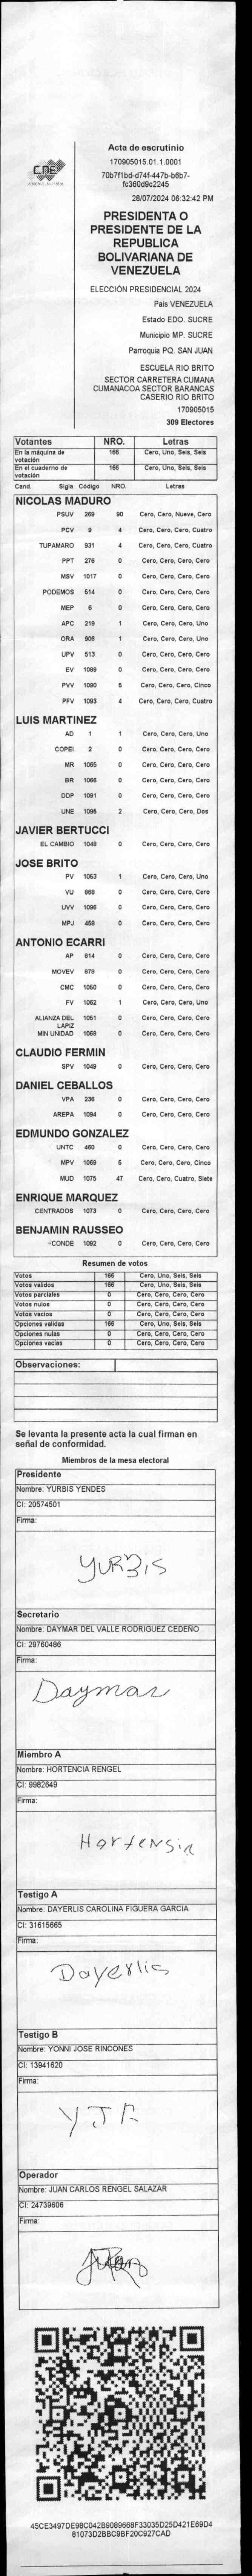 CNE
Acta de escrutinio
170905015.01.1.0001
70b7f1bd-d74f-447b-b6b7-
fc360d9c2245
28/07/2024 06:32:42 PM
PRESIDENTA O
PRESIDENTE DE LA
REPUBLICA
BOLIVARIANA DE
VENEZUELA
ELECCIÓN PRESIDENCIAL 2024
Pais VENEZUELA
Estado EDO. SUCRE
Municipio MP. SUCRE
Parroquia PQ. SAN JUAN
ESCUELA RIO BRITO
SECTOR CARRETERA CUMANA
CUMANACOA SECTOR BARANCAS
CASERIO RIO BRITO
170905015
309 Electores
Votantes NRO. Letras
En la máquina de votación 166 Cero, Uno, Seis, Seis
En el cuaderno de votación 166 Cero, Uno, Seis, Seis
Cand. Sigla Código NRO. Letras
NICOLAS MADURO
PSUV 269 90 Cero, Cero, Nueve, Cero
PCV 9 4 Cero, Cero, Cero, Cuatro
TUPAMARO 931 4 Cero, Cero, Cero, Cuatro
PPT 276 0 Cero, Cero, Cero, Cero
MSV 1017 0 Cero, Cero, Cero, Cero
PODEMOS 514 0 Cero, Cero, Cero, Cero
MEP 6 0 Cero, Cero, Cero, Cero
APC 219 1 Cero, Cero, Cero, Uno
ORA 906 1 Cero, Cero, Cero, Uno
UPV 513 0 Cero, Cero, Cero, Cero
EV 1089 0 Cero, Cero, Cero, Cero
PVV 1090 5 Cero, Cero, Cero, Cinco
PFV 1093 4 Cero, Cero, Cero, Cuatro
LUIS MARTINEZ
AD 1 1 Cero, Cero, Cero, Uno
COPEI 2 0 Cero, Cero, Cero, Cero
MR 1065 0 Cero, Cero, Cero, Cero
BR 1066 0 Cero, Cero, Cero, Cero
DDP 1091 0 Cero, Cero, Cero, Cero
UNE 1095 2 Cero, Cero, Cero, Dos
JAVIER BERTUCCI
EL CAMBIO 1048 0 Cero, Cero, Cero, Cero
JOSE BRITO
PV 1053 1 Cero, Cero, Cero, Uno
VU 868 0 Cero, Cero, Cero, Cero
UVV 1096 0 Cero, Cero, Cero, Cero
MPJ 458 0 Cero, Cero, Cero, Cero
ANTONIO ECARRI
AP 814 0 Cero, Cero, Cero, Cero
MOVEV 879 0 Cero, Cero, Cero, Cero
CMC 1050 0 Cero, Cero, Cero, Cero
FV 1052 1 Cero, Cero, Cero, Uno
ALIANZA DEL LAPIZ 1051 0 Cero, Cero, Cero, Cero
MIN UNIDAD 1068 0 Cero, Cero, Cero, Cero
CLAUDIO FERMIN
SPV 1049 0 Cero, Cero, Cero, Cero
DANIEL CEBALLOS
VPA 236 0 Cero, Cero, Cero, Cero
AREPA 1094 0 Cero, Cero, Cero, Cero
EDMUNDO GONZALEZ
UNTC 460 0 Cero, Cero, Cero, Cero
MPV 1069 5 Cero, Cero, Cero, Cinco
MUD 1075 47 Cero, Cero, Cuatro, Siete
ENRIQUE MARQUEZ
CENTRADOS 1073 0 Cero, Cero, Cero, Cero
BENJAMIN RAUSSEO
CONDE 1092 0 Cero, Cero, Cero, Cero
Resumen de votos
Votos 166 Cero, Uno, Seis, Seis
Votos validos 166 Cero, Uno, Seis, Seis
Votos parciales 0 Cero, Cero, Cero, Cero
Votos nulos 0 Cero, Cero, Cero, Cero
Votos vacios 0 Cero, Cero, Cero, Cero
Opciones validas 166 Cero, Uno, Seis, Seis
Opciones nulas 0 Cero, Cero, Cero, Cero
Opciones vacias 0 Cero, Cero, Cero, Cero
Observaciones:
Se levanta la presente acta la cual firman en
señal de conformidad.
Miembros de la mesa electoral
Presidente
Nombre: YURBIS YENDES
CI: 20574501
Firma:
YURBIS
Secretario
Nombre: DAYMAR DEL VALLE RODRIGUEZ CEDEÑO
CI: 29760486
Firma:
Daymar
Miembro A
Nombre: HORTENCIA RENGEL
CI: 9982649
Firma:
Hortensia
Testigo A
Nombre: DAYERLIS CAROLINA FIGUERA GARCIA
CI: 31615665
Firma:
Dayerlis
Testigo B
Nombre: YONNI JOSE RINCONES
CI: 13941620
Firma:
YJR
Operador
Nombre: JUAN CARLOS RENGEL SALAZAR
CI: 24739606
Firma:
Juan
45CE3497DE98C042B9089668F33035D25D421E69D4
81073D2BBC9BF20C927CAD